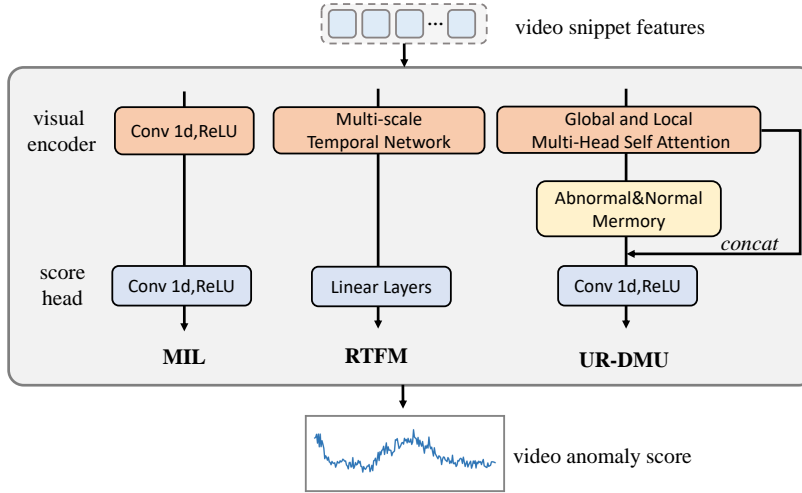 video snippet features
visual
encoder
Conv 1d,ReLU
Multi-scale
Temporal Network
Global and Local
Multi-Head Self Attention
Abnormal&Normal
Mermory
concat
score
head
Conv 1d,ReLU
Linear Layers
Conv 1d,ReLU
MIL
RTFM
UR-DMU
video anomaly score